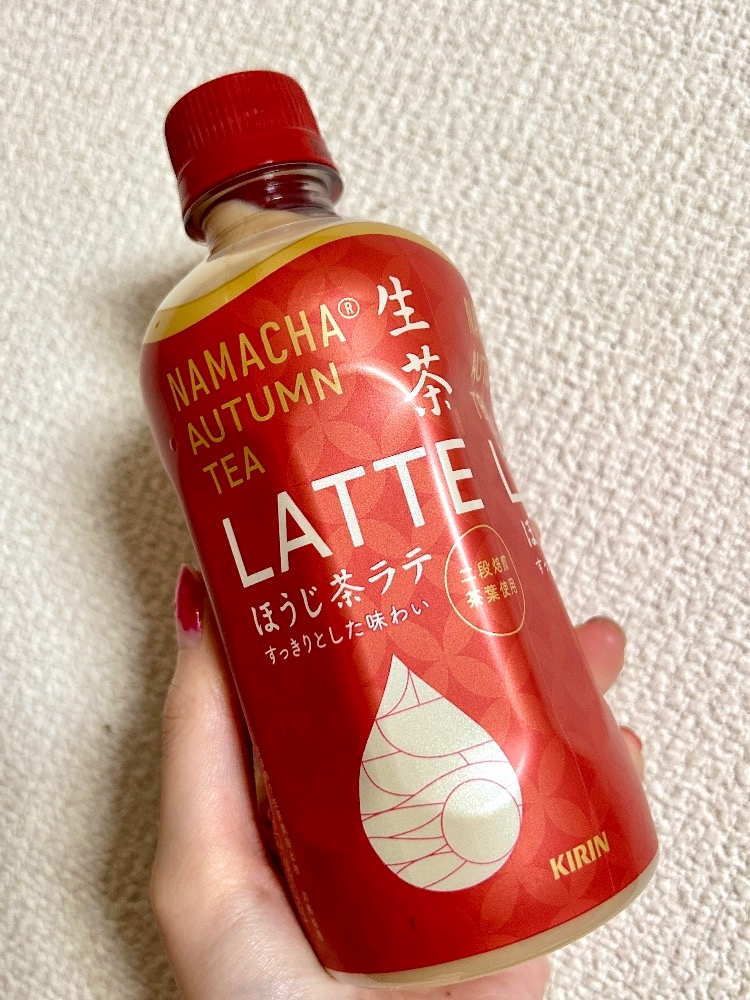 NAMACHA®
AUTUMN
TEA
生茶
LATTE
ほうじ茶ラテ
すっきりとした味わい
二段焙煎
茶葉使用
KIRIN